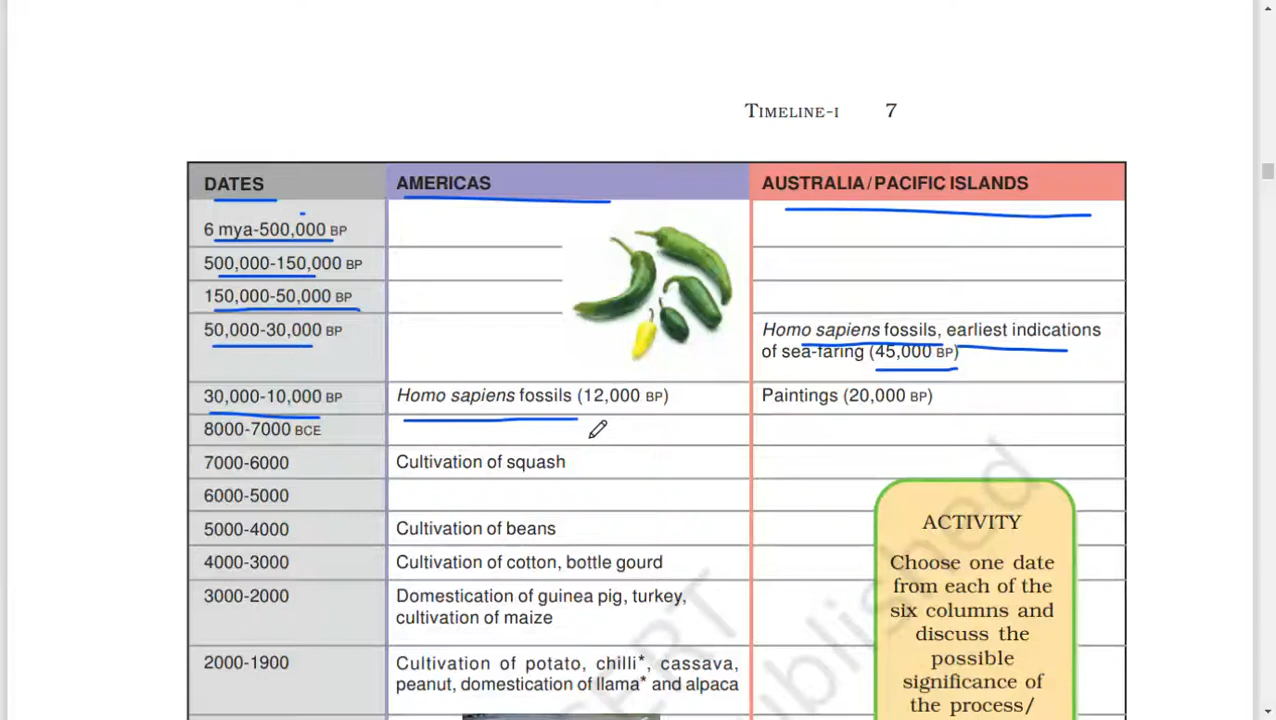 TIMELINE-I 7
DATES AMERICAS AUSTRALIA/PACIFIC ISLANDS
6 mya-500,000 BP
500,000-150,000 BP
150,000-50,000 BP
50,000-30,000 BP Homo sapiens fossils, earliest indications
of sea-faring (45,000 BP)
30,000-10,000 BP Homo sapiens fossils (12,000 BP) Paintings (20,000 BP)
8000-7000 BCE
7000-6000 Cultivation of squash
6000-5000
5000-4000 Cultivation of beans
4000-3000 Cultivation of cotton, bottle gourd
3000-2000 Domestication of guinea pig, turkey,
cultivation of maize
2000-1900 Cultivation of potato, chilli*, cassava,
peanut, domestication of llama* and alpaca
ACTIVITY
Choose one date
from each of the
six columns and
discuss the
possible
significance of
the process/